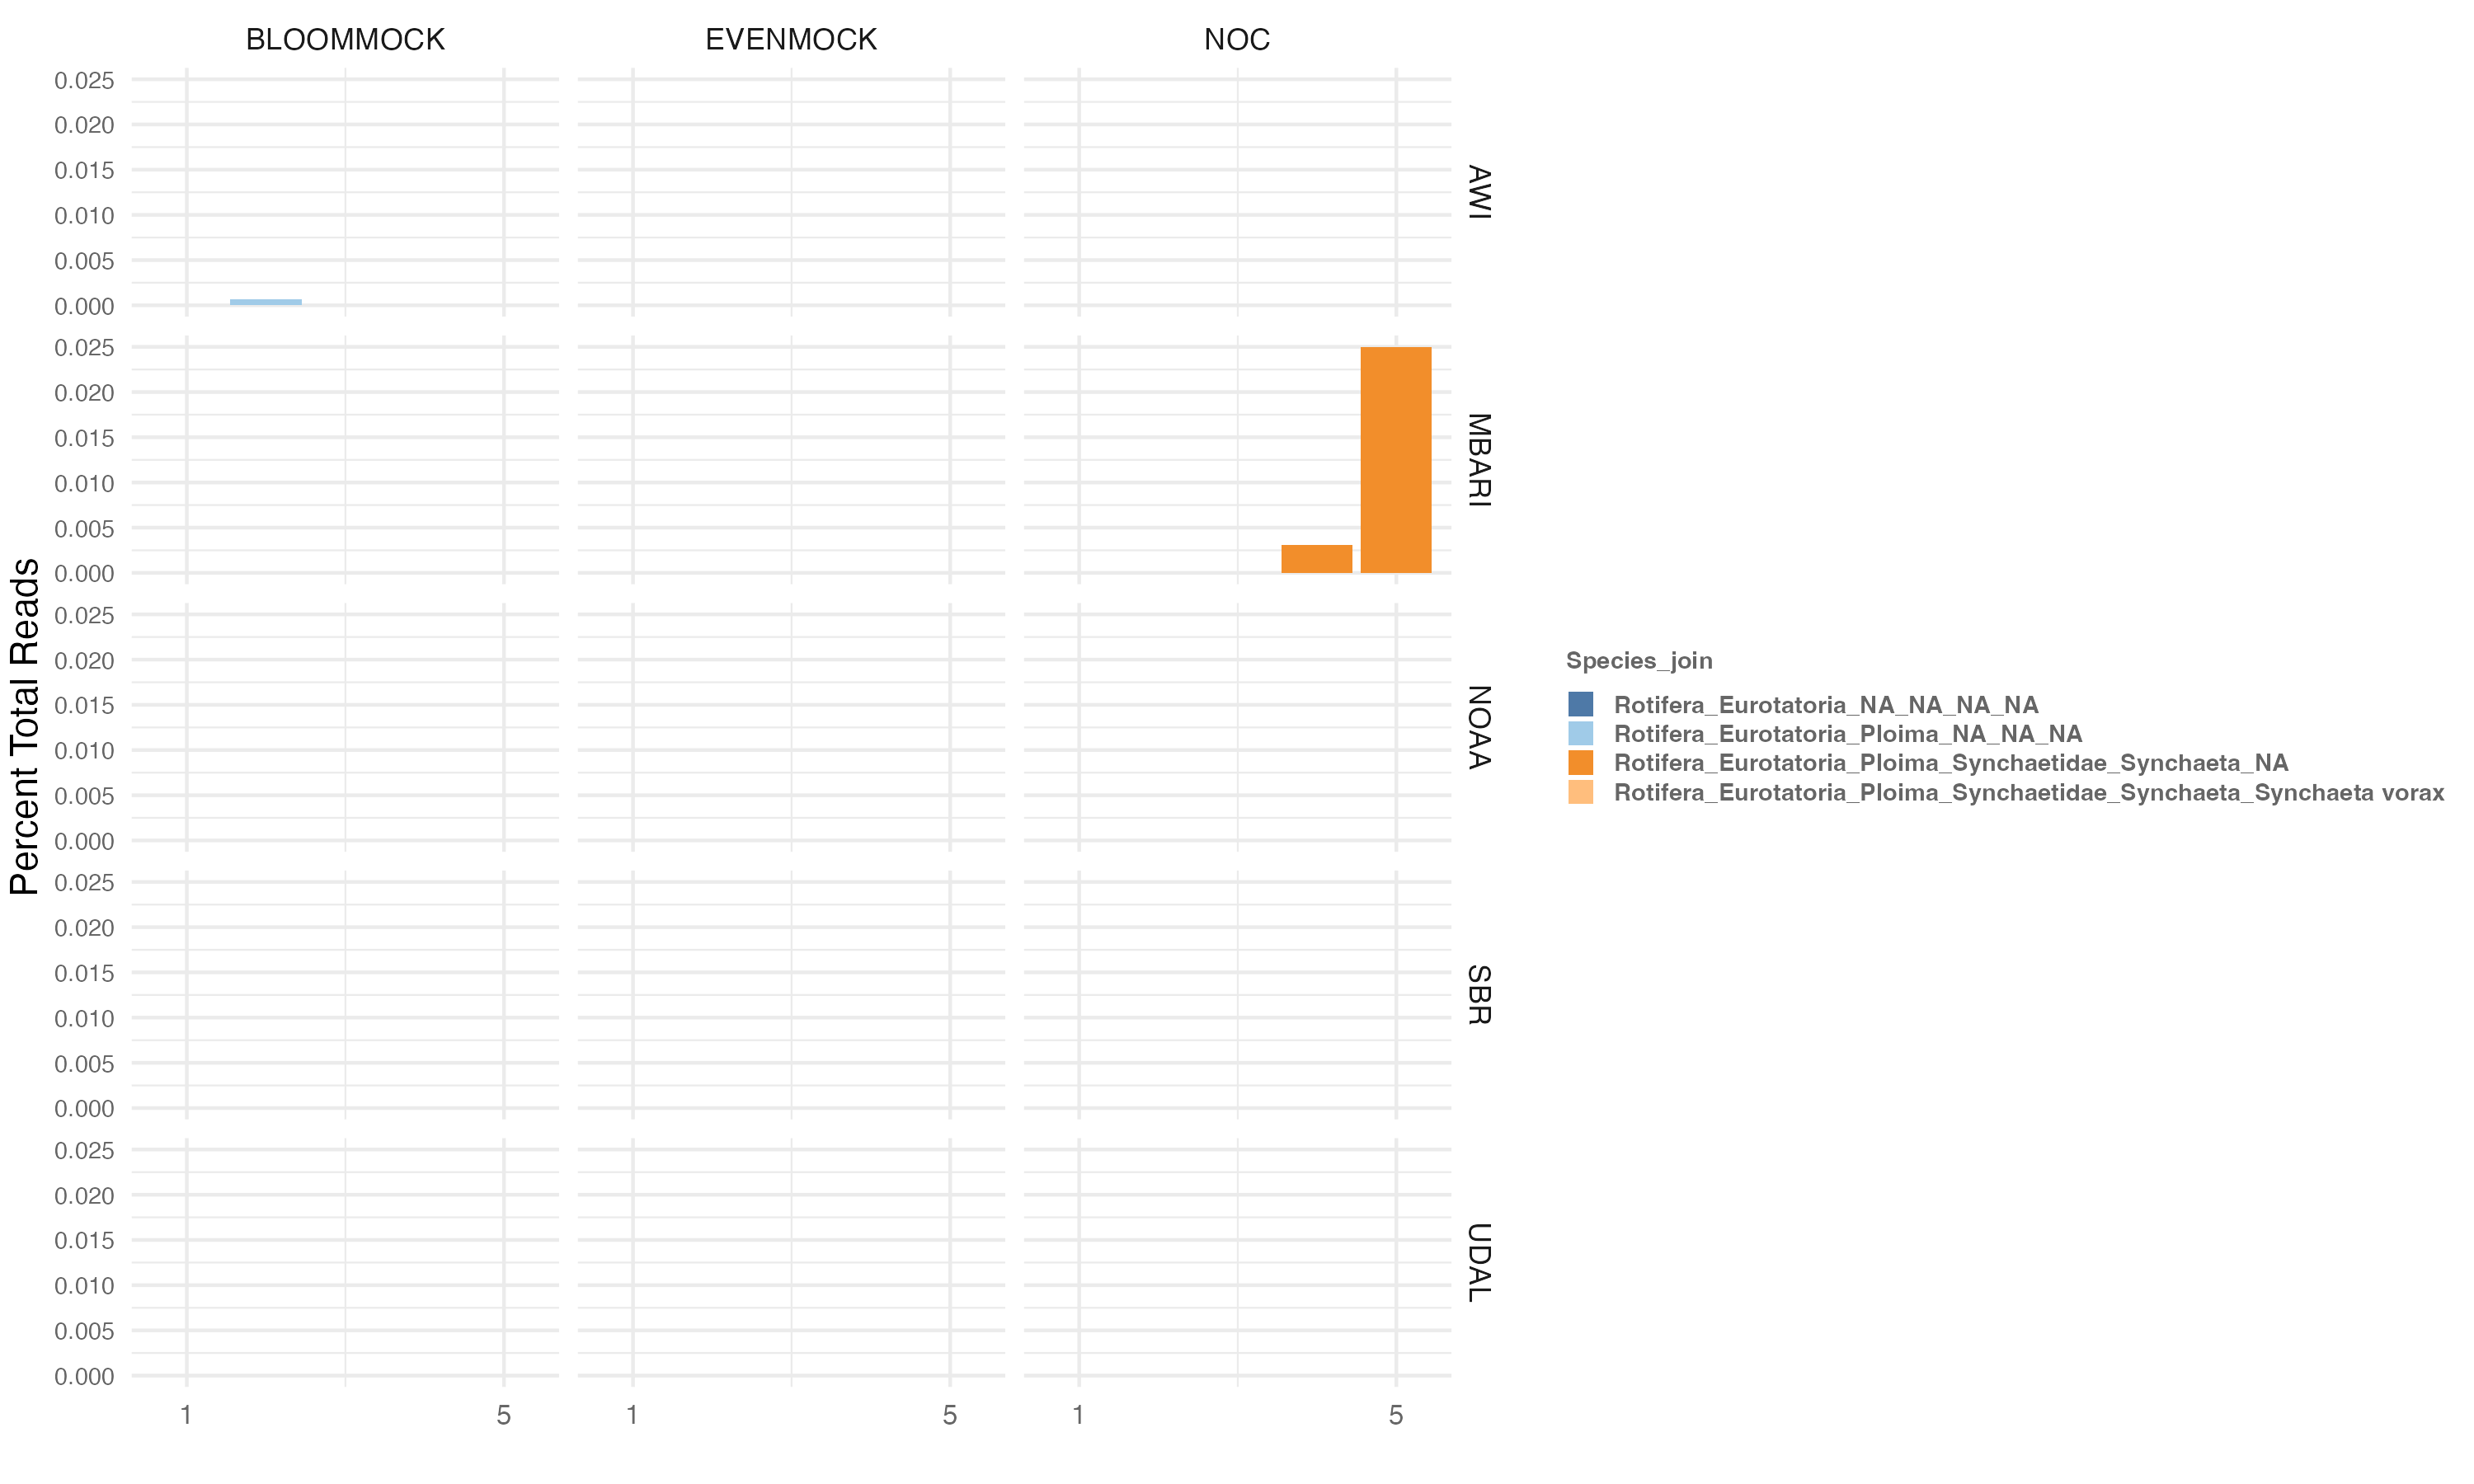 BLOOMMOCK EVENMOCK NOC
0.025
0.020
0.015
0.010
0.005
0.000
AWI
0.025
0.020
0.015
0.010
0.005
0.000
MBARI
0.025
0.020
0.015
0.010
0.005
0.000
NOAA
0.025
0.020
0.015
0.010
0.005
0.000
SBR
0.025
0.020
0.015
0.010
0.005
0.000
UDAL
1 5 1 5 1 5
Percent Total Reads
Species_join
Rotifera_Eurotatoria_NA_NA_NA_NA
Rotifera_Eurotatoria_Ploima_NA_NA_NA
Rotifera_Eurotatoria_Ploima_Synchaetidae_Synchaeta_NA
Rotifera_Eurotatoria_Ploima_Synchaetidae_Synchaeta_Synchaeta vorax